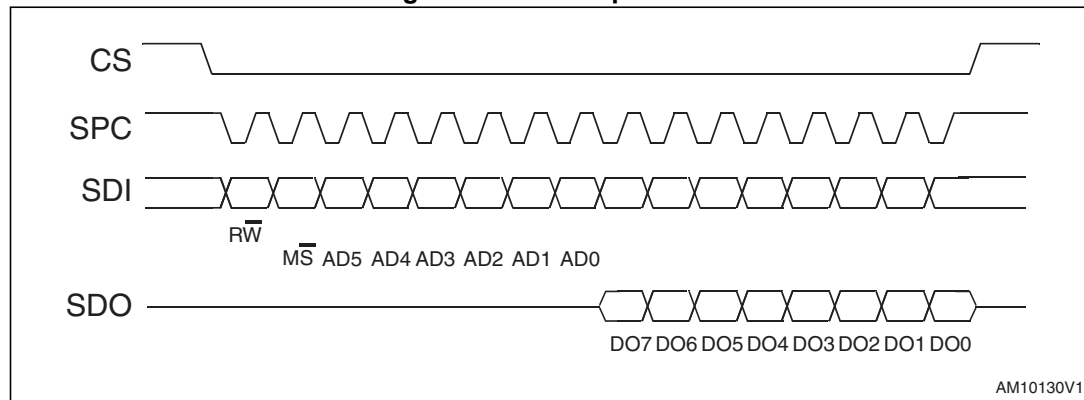 CS
SPC
SDI
RW̅
MS̅ AD5 AD4 AD3 AD2 AD1 AD0
SDO
DO7 DO6 DO5 DO4 DO3 DO2 DO1 DO0
AM10130V1